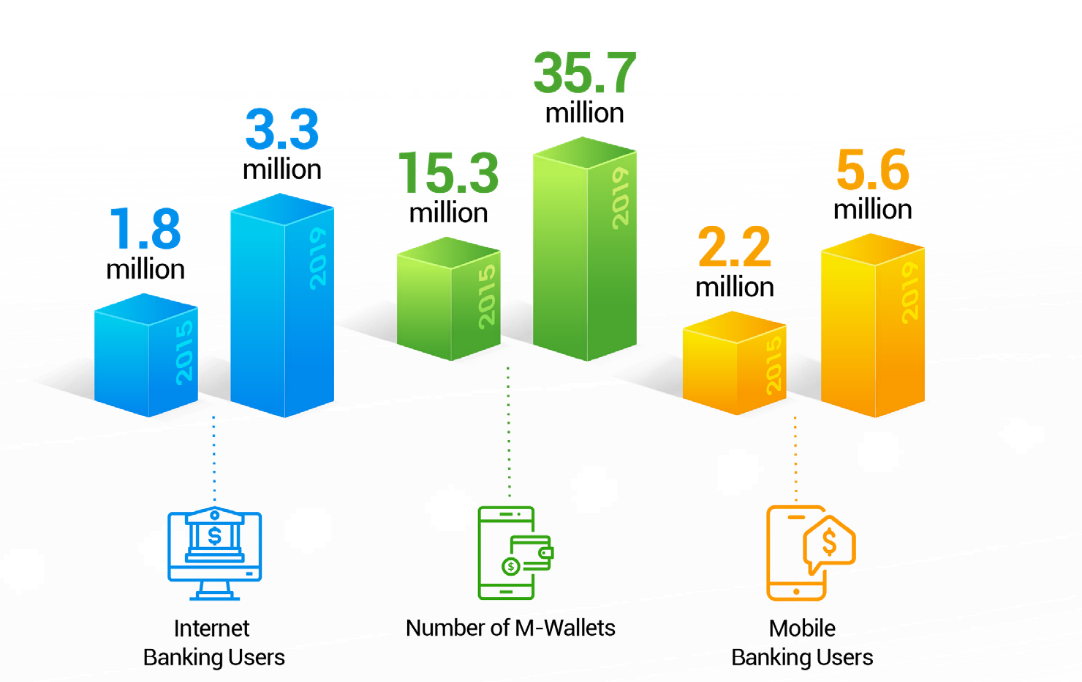 1.8
million
2015
3.3
million
2019
15.3
million
2015
35.7
million
2019
2.2
million
2015
5.6
million
2019
$
Internet
Banking Users
$
Number of M-Wallets
$
Mobile
Banking Users